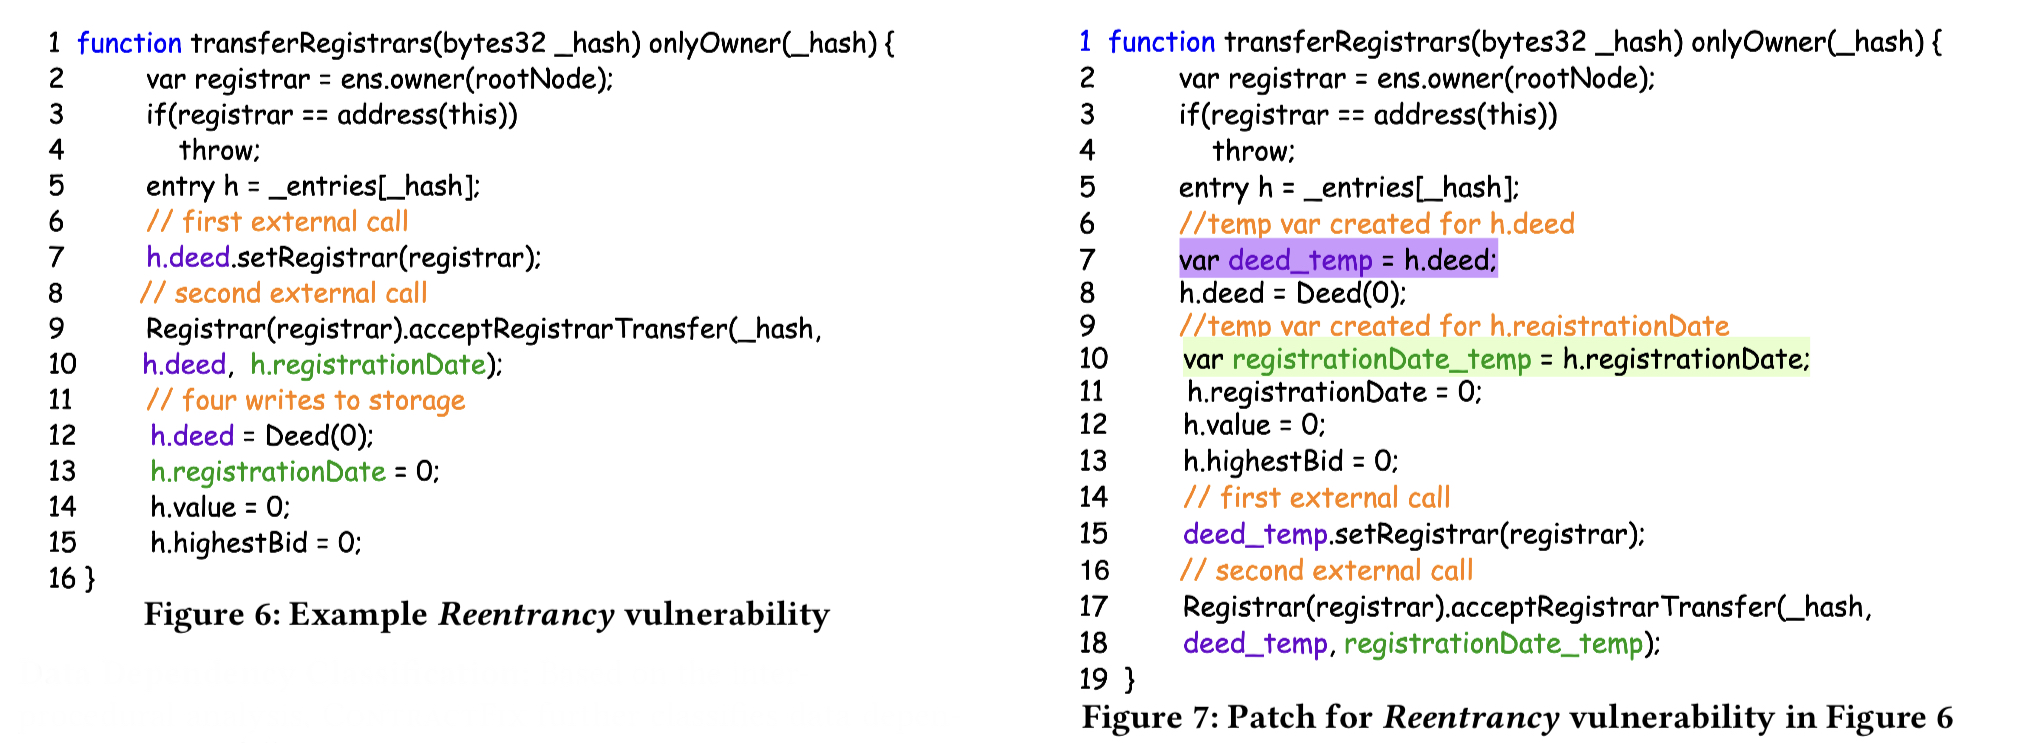 1 function transferRegistrars(bytes32 _hash) onlyOwner(_hash) {
2 var registrar = ens.owner(rootNode);
3 if(registrar == address(this))
4 throw;
5 entry h = _entries[_hash];
6 // first external call
7 h.deed.setRegistrar(registrar);
8 // second external call
9 Registrar(registrar).acceptRegistrarTransfer(_hash,
10 h.deed, h.registrationDate);
11 // four writes to storage
12 h.deed = Deed(0);
13 h.registrationDate = 0;
14 h.value = 0;
15 h.highestBid = 0;
16 }
Figure 6: Example Reentrancy vulnerability
1 function transferRegistrars(bytes32 _hash) onlyOwner(_hash) {
2 var registrar = ens.owner(rootNode);
3 if(registrar == address(this))
4 throw;
5 entry h = _entries[_hash];
6 //temp var created for h.deed
7 var deed_temp = h.deed;
8 h.deed = Deed(0);
9 //temp var created for h.registrationDate
10 var registrationDate_temp = h.registrationDate;
11 h.registrationDate = 0;
12 h.value = 0;
13 h.highestBid = 0;
14 // first external call
15 deed_temp.setRegistrar(registrar);
16 // second external call
17 Registrar(registrar).acceptRegistrarTransfer(_hash,
18 deed_temp, registrationDate_temp);
19 }
Figure 7: Patch for Reentrancy vulnerability in Figure 6